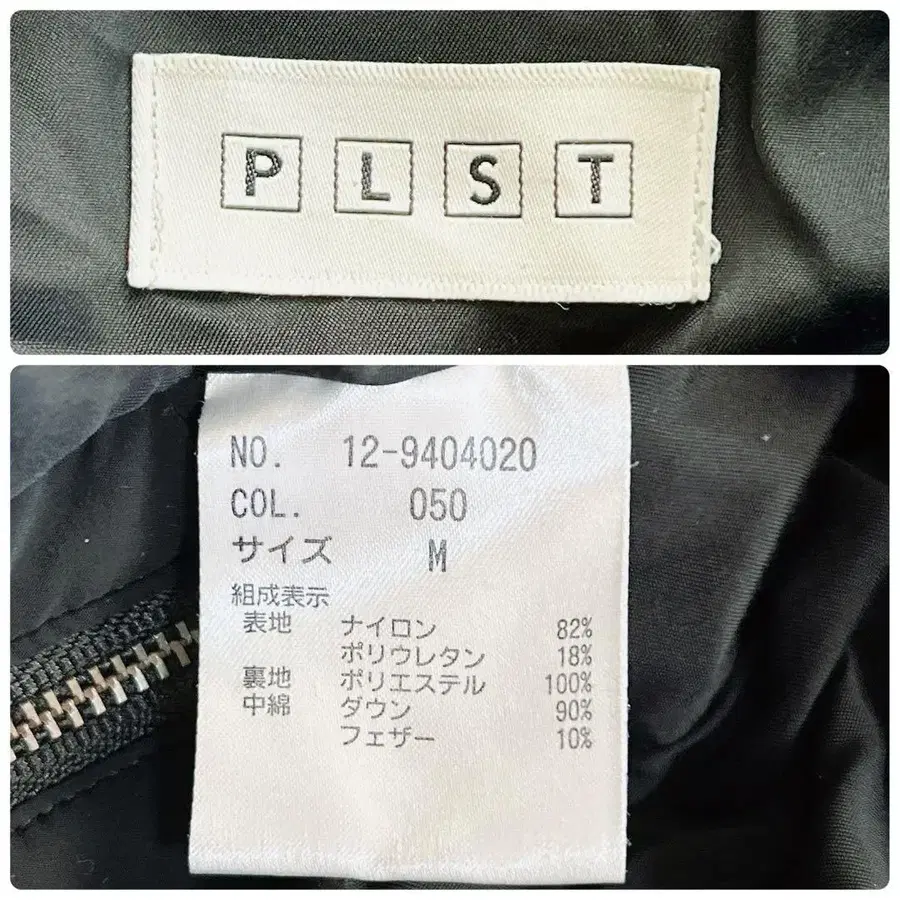 PLST
NO. 12-9404020
COL. 050
サイズ M
組成表示
表地 ナイロン 82%
ポリウレタン 18%
裏地 ポリエステル 100%
中綿 ダウン 90%
フェザー 10%